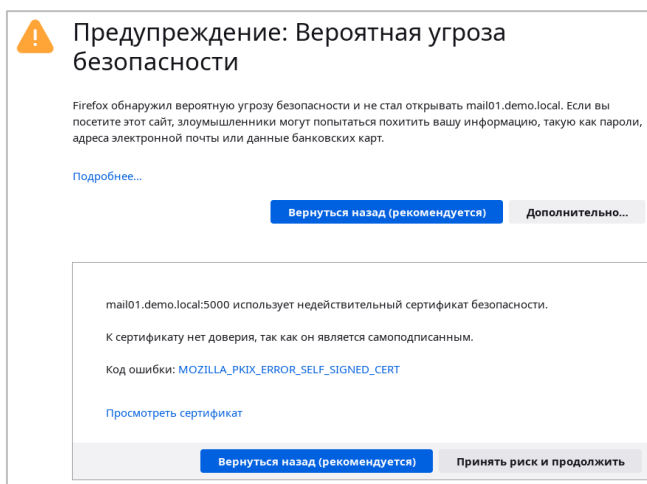 Предупреждение: Вероятная угроза
безопасности
Firefox обнаружил вероятную угрозу безопасности и не стал открывать mail01.demo.local. Если вы
посетите этот сайт, злоумышленники могут попытаться похитить вашу информацию, такую как пароли,
адреса электронной почты или данные банковских карт.
Подробнее...
Вернуться назад (рекомендуется) Дополнительно...
mail01.demo.local:5000 использует недействительный сертификат безопасности.
К сертификату нет доверия, так как он является самоподписанным.
Код ошибки: MOZILLA_PKIX_ERROR_SELF_SIGNED_CERT
Просмотреть сертификат
Вернуться назад (рекомендуется) Принять риск и продолжить